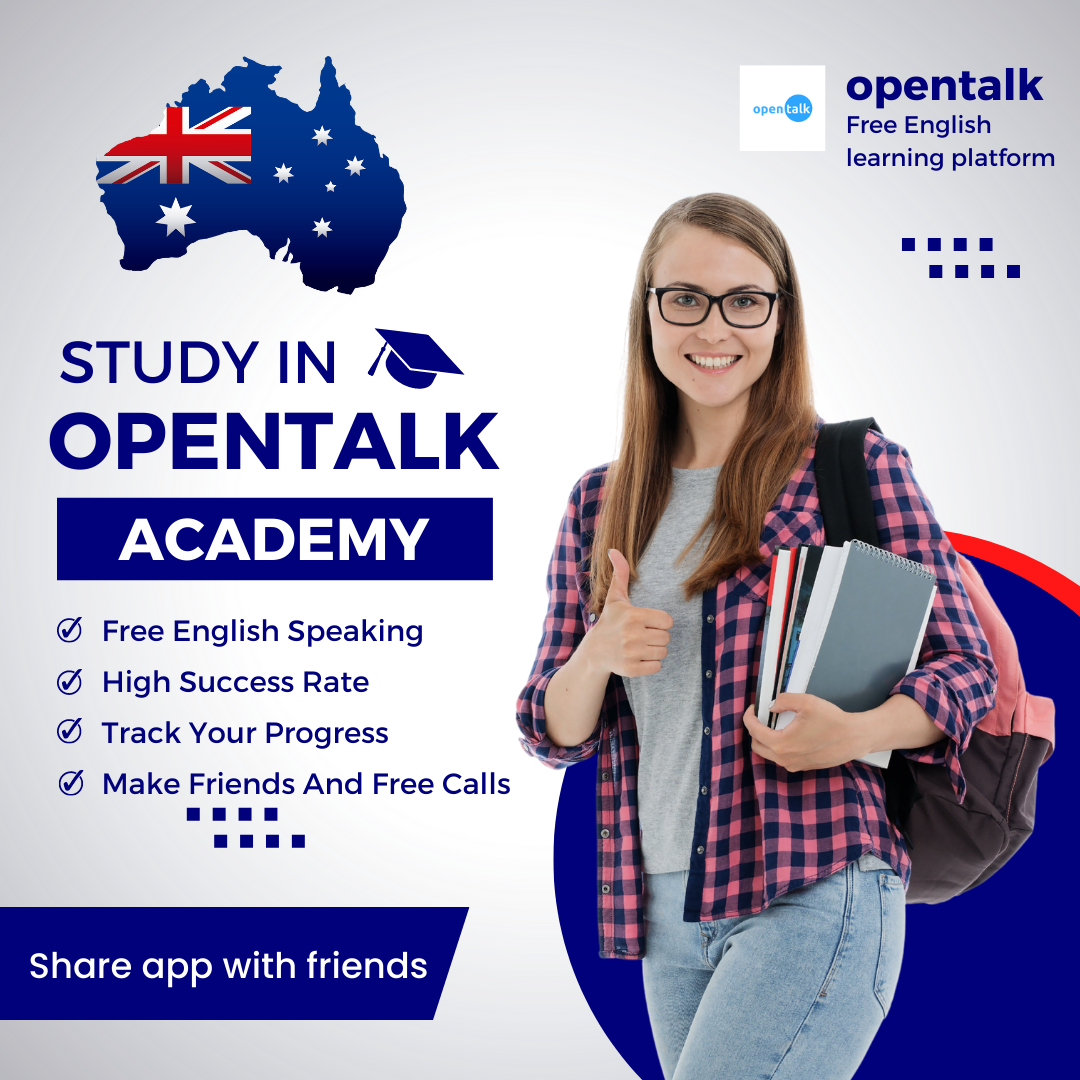 opentalk
opentalk
Free English
learning platform
STUDY IN
OPENTALK
ACADEMY
Free English Speaking
High Success Rate
Track Your Progress
Make Friends And Free Calls
Share app with friends